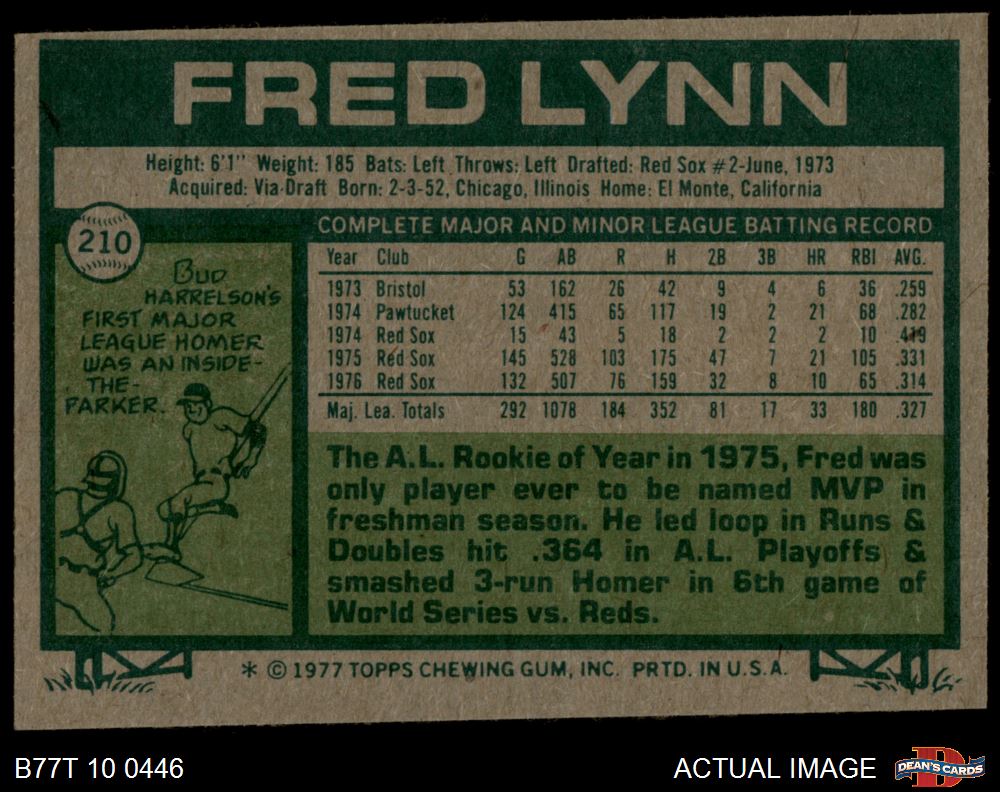 FRED LYNN
Height: 6'1" Weight: 185 Bats: Left Throws: Left Drafted: Red Sox #2-June, 1973
Acquired: Via Draft Born: 2-3-52, Chicago, Illinois Home: El Monte, California
210
BUD
HARRELSON'S
FIRST MAJOR
LEAGUE HOMER
WAS AN INSIDE-
THE-
PARKER.
COMPLETE MAJOR AND MINOR LEAGUE BATTING RECORD
Year Club G AB R H 2B 3B HR RBI AVG.
1973 Bristol 53 162 26 42 9 4 6 36 .259
1974 Pawtucket 124 415 65 117 19 2 21 68 .282
1974 Red Sox 15 43 5 18 2 2 2 10 .419
1975 Red Sox 145 528 103 175 47 7 21 105 .331
1976 Red Sox 132 507 76 159 32 8 10 65 .314
Maj. Lea. Totals 292 1078 184 352 81 17 33 180 .327
The A.L. Rookie of Year in 1975, Fred was
only player ever to be named MVP in
freshman season. He led loop in Runs &
Doubles hit .364 in A.L. Playoffs &
smashed 3-run Homer in 6th game of
World Series vs. Reds.
* © 1977 TOPPS CHEWING GUM, INC. PRTD. IN U.S.A.
B77T 10 0446
ACTUAL IMAGE
DEAN'S CARDS